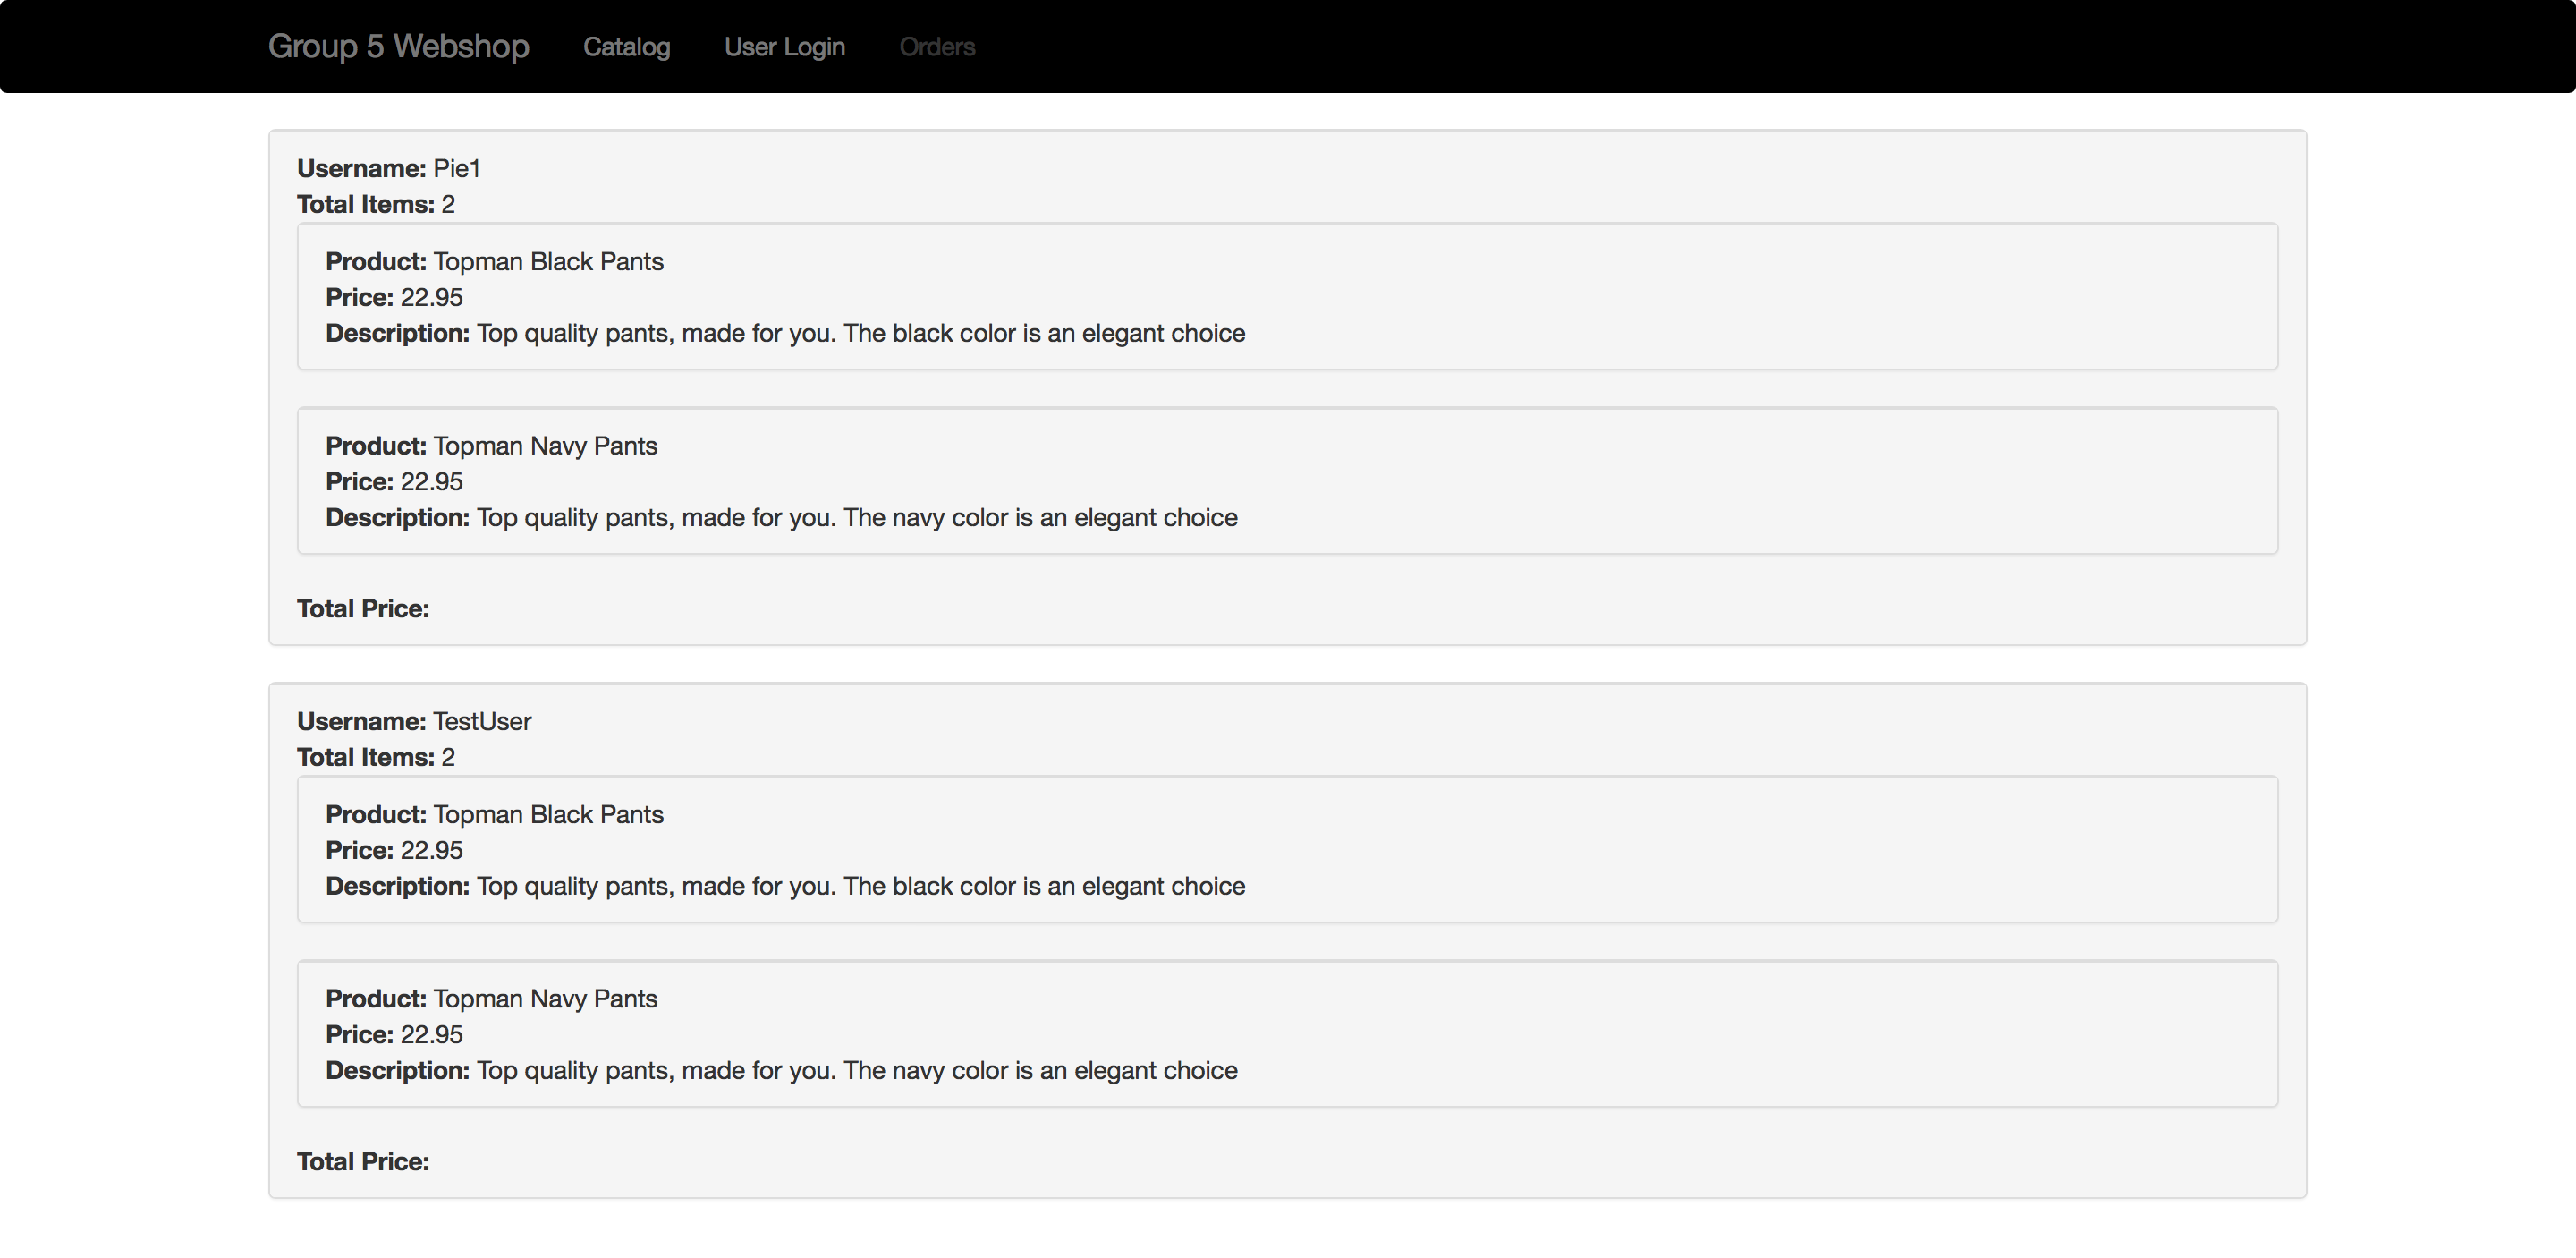 Group 5 Webshop Catalog User Login Orders
Username: Pie1
Total Items: 2
Product: Topman Black Pants
Price: 22.95
Description: Top quality pants, made for you. The black color is an elegant choice
Product: Topman Navy Pants
Price: 22.95
Description: Top quality pants, made for you. The navy color is an elegant choice
Total Price:
Username: TestUser
Total Items: 2
Product: Topman Black Pants
Price: 22.95
Description: Top quality pants, made for you. The black color is an elegant choice
Product: Topman Navy Pants
Price: 22.95
Description: Top quality pants, made for you. The navy color is an elegant choice
Total Price: